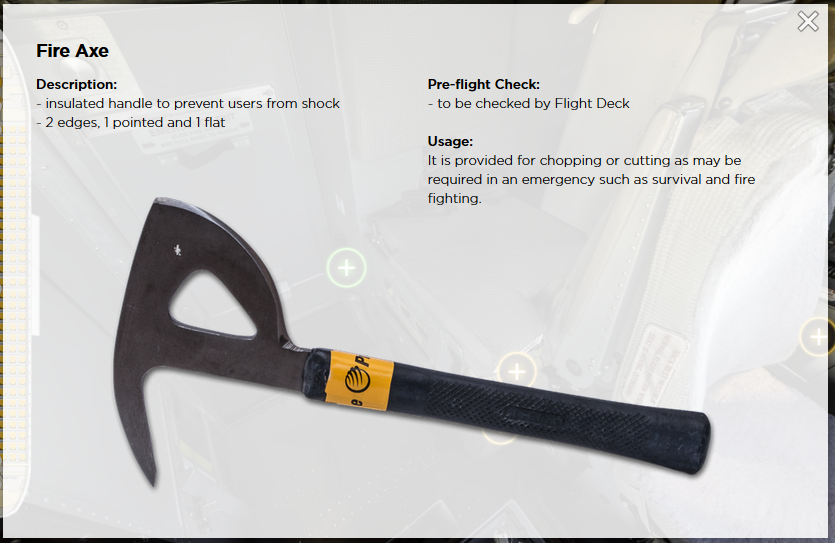 Fire Axe
Description:
- insulated handle to prevent users from shock
- 2 edges, 1 pointed and 1 flat
Pre-flight Check:
- to be checked by Flight Deck
Usage:
It is provided for chopping or cutting as may be
required in an emergency such as survival and fire
fighting.